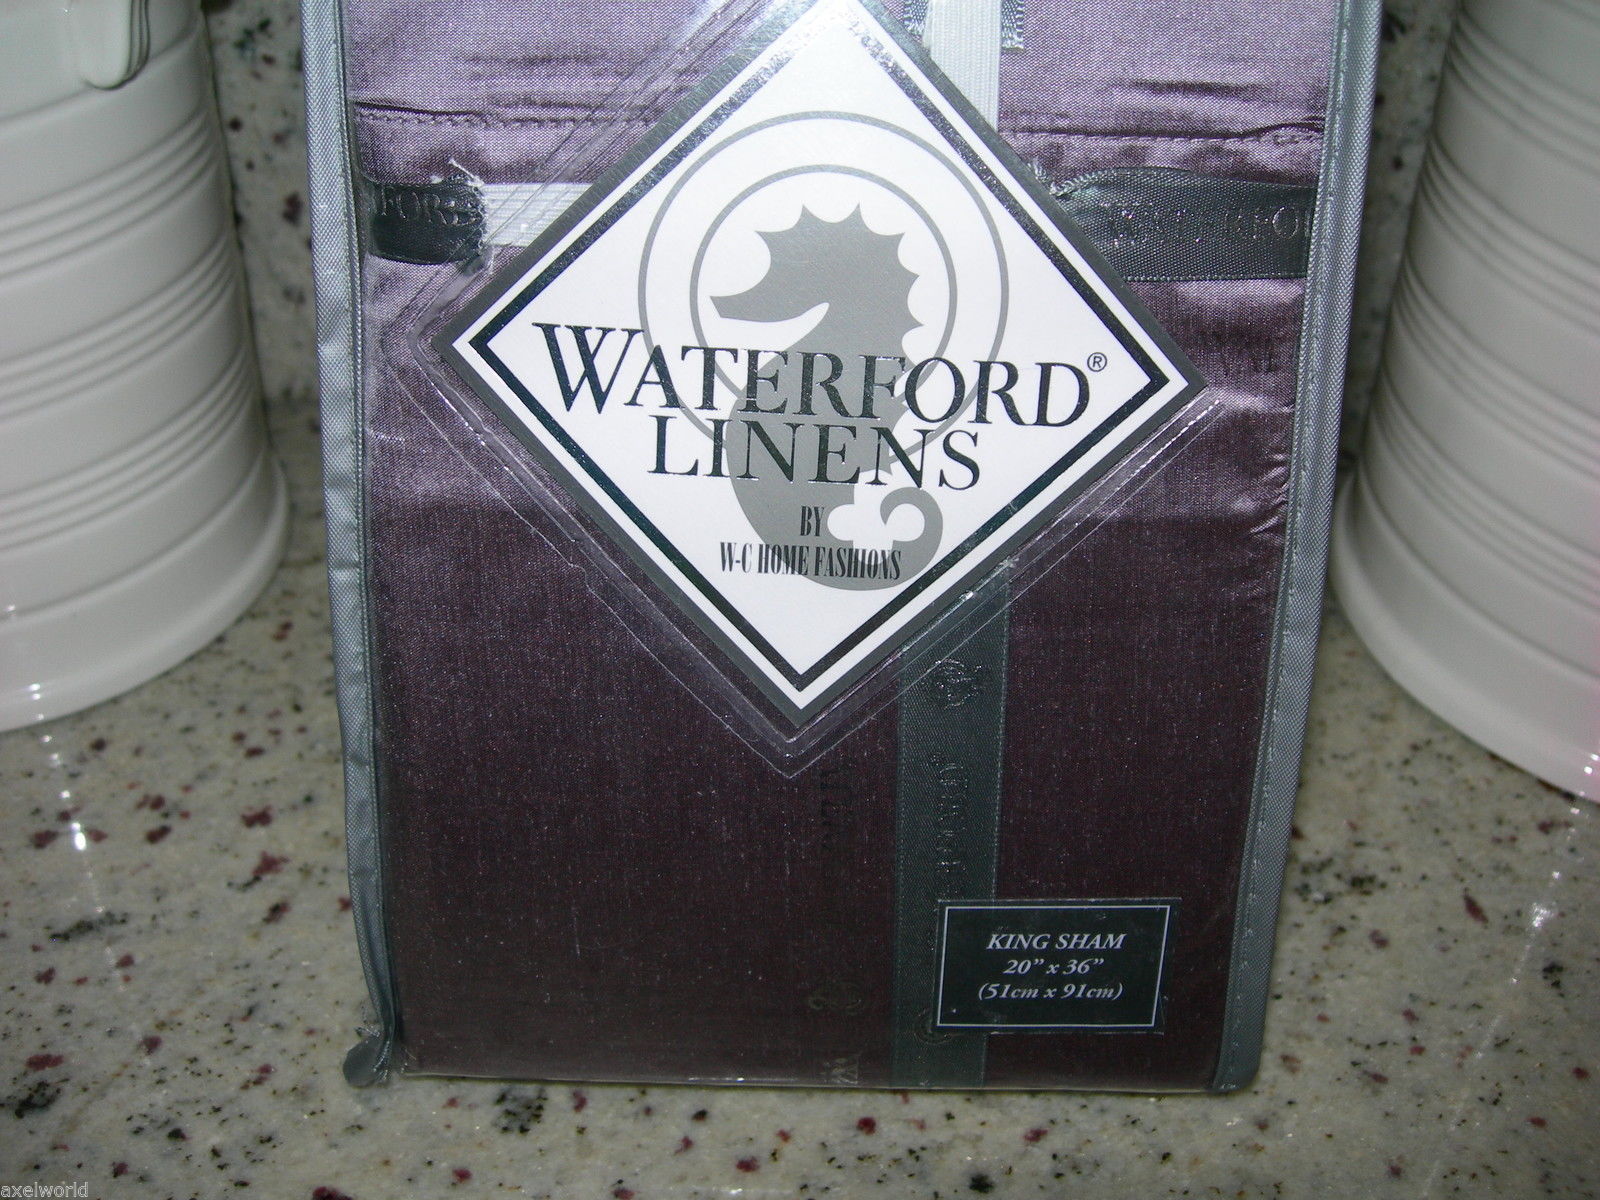 WATERFORD®
LINENS
BY
W-C HOME FASHIONS
KING SHAM
20" x 36"
(51cm x 91cm)
axelworld